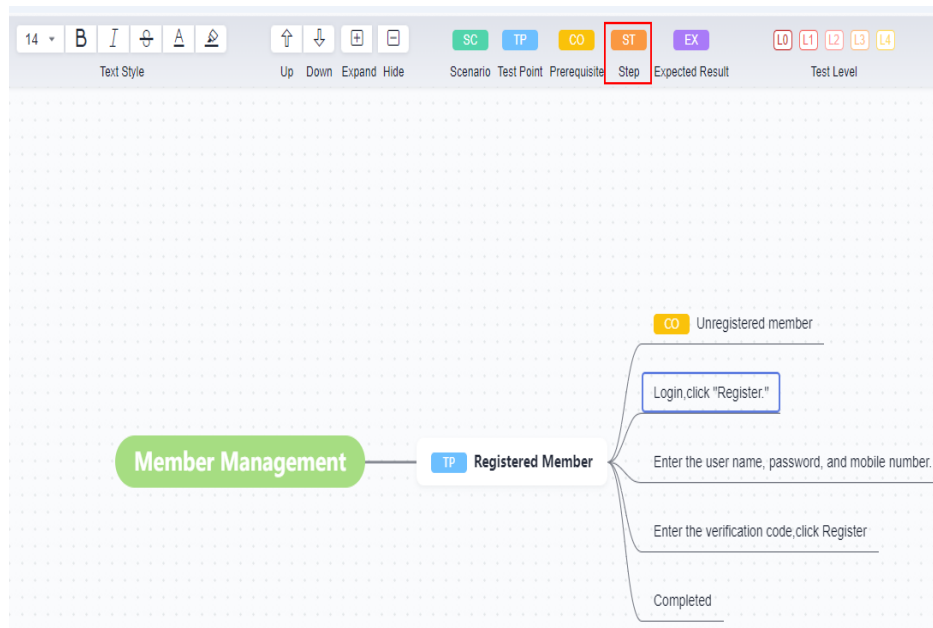 14 B I S A
SC TP CO ST EX L0 L1 L2 L3 L4
Text Style Up Down Expand Hide Scenario Test Point Prerequisite Step Expected Result Test Level
CO Unregistered member
Login,click "Register."
Member Management
TP Registered Member
Enter the user name, password, and mobile number.
Enter the verification code,click Register
Completed